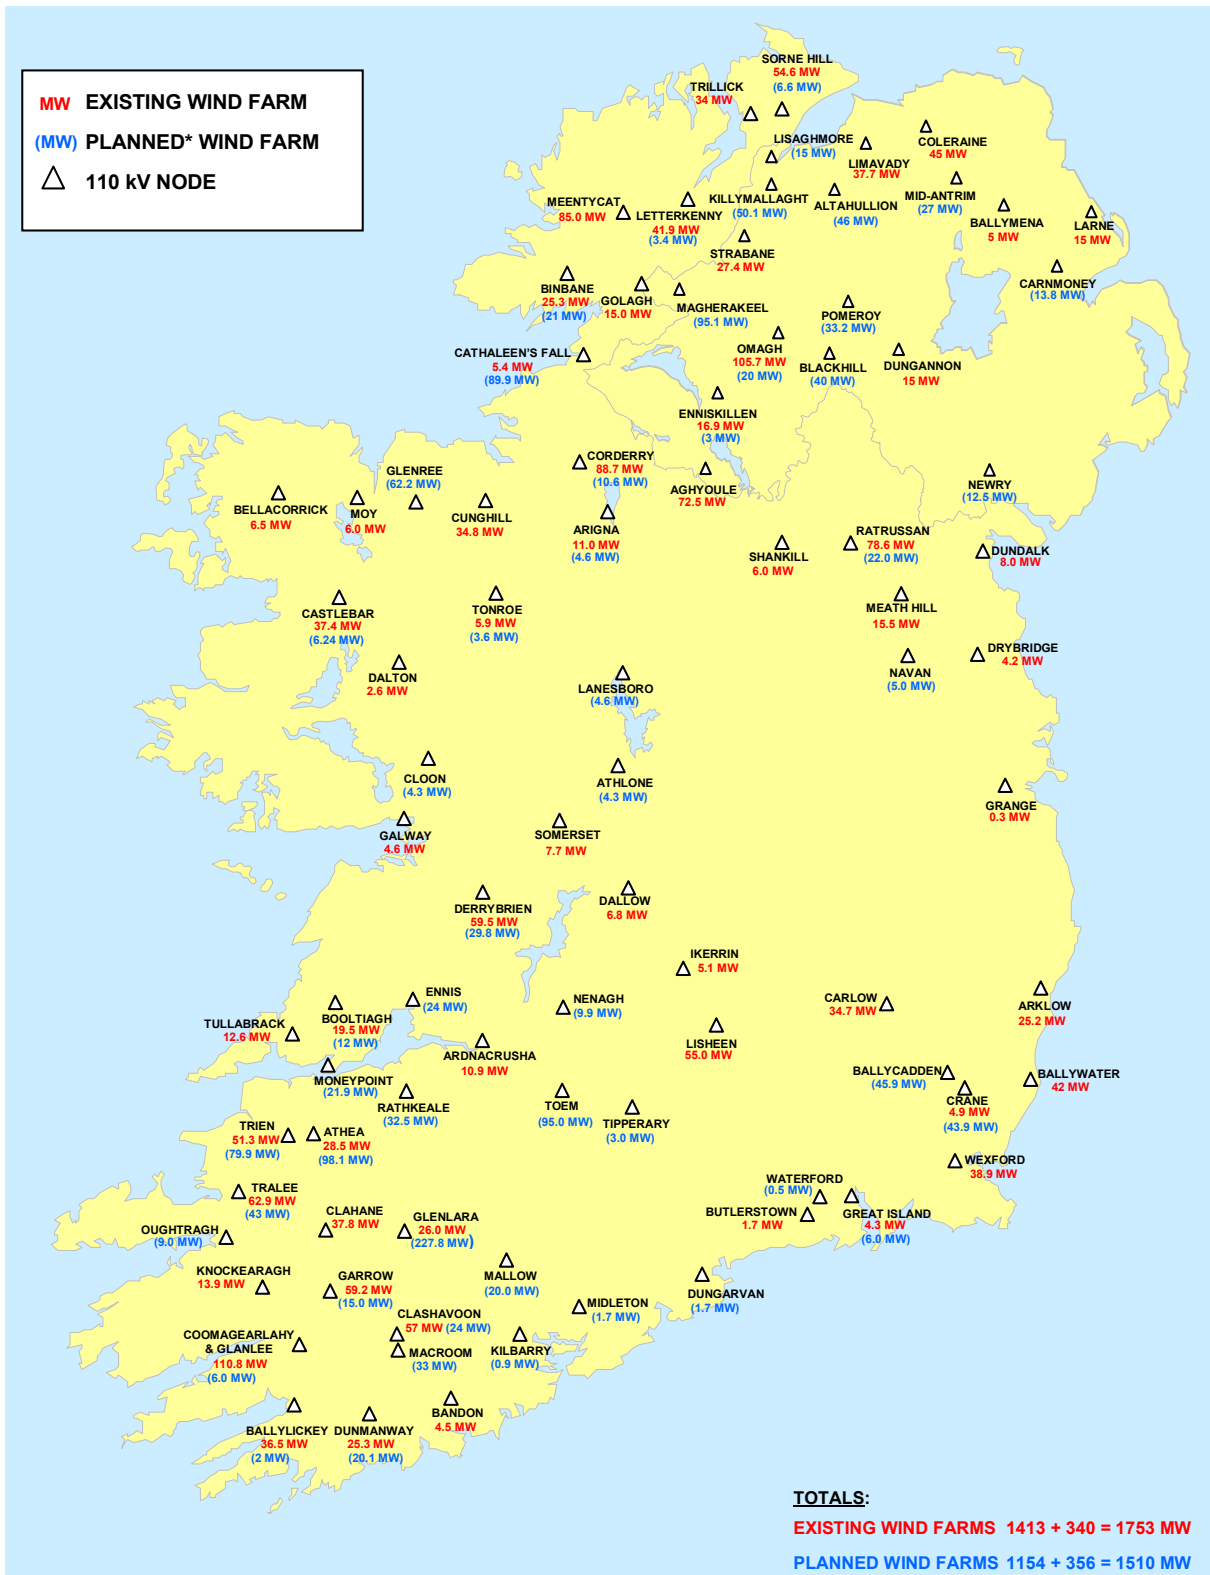 MW EXISTING WIND FARM
(MW) PLANNED* WIND FARM
110 kV NODE
SORNE HILL
54.6 MW
(6.6 MW)
TRILLICK
34 MW
LISAGHMORE
(15 MW)
LIMAVADY
37.7 MW
COLERAINE
45 MW
MEENTYCAT
85.0 MW
LETTERKENNY
41.9 MW
(3.4 MW)
KILLYMALLAGHT
(50.1 MW)
ALTAHULLION
(46 MW)
MID-ANTRIM
(27 MW)
BALLYMENA
5 MW
LARNE
15 MW
STRABANE
27.4 MW
BINBANE
25.3 MW
(21 MW)
GOLAGH
15.0 MW
MAGHERAKEEL
(95.1 MW)
POMEROY
(33.2 MW)
CARNMONEY
(13.8 MW)
CATHALEEN'S FALL
5.4 MW
(89.9 MW)
OMAGH
105.7 MW
(20 MW)
BLACKHILL
(40 MW)
DUNGANNON
15 MW
ENNISKILLEN
16.9 MW
(3 MW)
CORDERRY
88.7 MW
(10.6 MW)
AGHYOULE
72.5 MW
NEWRY
(12.5 MW)
GLENREE
(62.2 MW)
BELLACORRICK
6.5 MW
MOY
6.0 MW
CUNGHILL
34.8 MW
ARIGNA
11.0 MW
(4.6 MW)
SHANKILL
6.0 MW
RATRUSSAN
78.6 MW
(22.0 MW)
DUNDALK
8.0 MW
CASTLEBAR
37.4 MW
(6.24 MW)
TONROE
5.9 MW
(3.6 MW)
MEATH HILL
15.5 MW
DALTON
2.6 MW
LANESBORO
(4.6 MW)
NAVAN
(5.0 MW)
DRYBRIDGE
4.2 MW
CLOON
(4.3 MW)
ATHLONE
(4.3 MW)
GRANGE
0.3 MW
GALWAY
4.6 MW
SOMERSET
7.7 MW
DERRYBRIEN
59.5 MW
(29.8 MW)
DALLOW
6.8 MW
IKERRIN
5.1 MW
ENNIS
(24 MW)
NENAGH
(9.9 MW)
CARLOW
34.7 MW
ARKLOW
25.2 MW
TULLABRACK
12.6 MW
BOOLTIAGH
19.5 MW
(12 MW)
ARDNACRUSHA
10.9 MW
LISHEEN
55.0 MW
MONEYPOINT
(21.9 MW)
RATHKEALE
(32.5 MW)
TOEM
(95.0 MW)
TIPPERARY
(3.0 MW)
BALLYCADDEN
(45.9 MW)
CRANE
4.9 MW
(43.9 MW)
BALLYWATER
42 MW
TRIEN
51.3 MW
(79.9 MW)
ATHEA
28.5 MW
(98.1 MW)
WEXFORD
38.9 MW
TRALEE
62.9 MW
(43 MW)
WATERFORD
(0.5 MW)
BUTLERSTOWN
1.7 MW
GREAT ISLAND
4.3 MW
(6.0 MW)
OUGHTRAGH
(9.0 MW)
CLAHANE
37.8 MW
GLENLARA
26.0 MW
(227.8 MW)
KNOCKEARAGH
13.9 MW
GARROW
59.2 MW
(15.0 MW)
MALLOW
(20.0 MW)
DUNGARVAN
(1.7 MW)
MIDLETON
(1.7 MW)
CLASHAVOON
57 MW (24 MW)
COOMAGEARLAHY
& GLANLEE
110.8 MW
(6.0 MW)
MACROOM
(33 MW)
KILBARRY
(0.9 MW)
BALLYLICKEY
36.5 MW
(2 MW)
DUNMANWAY
25.3 MW
(20.1 MW)
BANDON
4.5 MW
TOTALS:
EXISTING WIND FARMS 1413 + 340 = 1753 MW
PLANNED WIND FARMS 1154 + 356 = 1510 MW